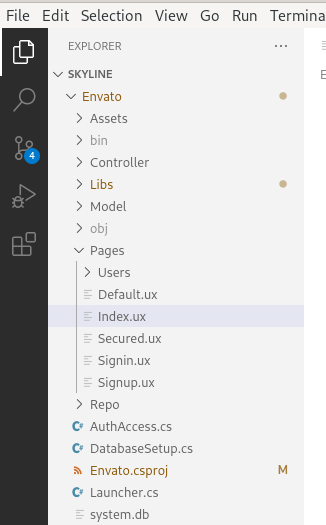 File Edit Selection View Go Run Termina
EXPLORER
SKYLINE
Envato
Assets
bin
Controller
4
Libs
Model
obj
Pages
Users
Default.ux
Index.ux
Secured.ux
Signin.ux
Signup.ux
Repo
C# AuthAccess.cs
C# DatabaseSetup.cs
Envato.csproj M
C# Launcher.cs
system.db